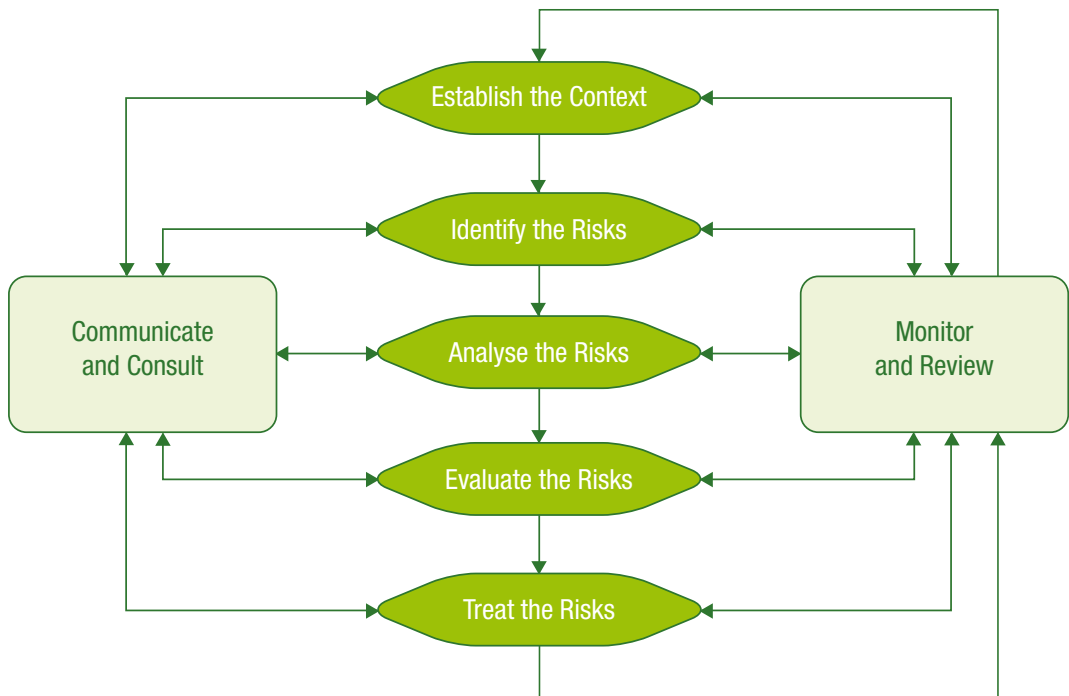 Establish the Context
Identify the Risks
Communicate
and Consult
Analyse the Risks
Monitor
and Review
Evaluate the Risks
Treat the Risks